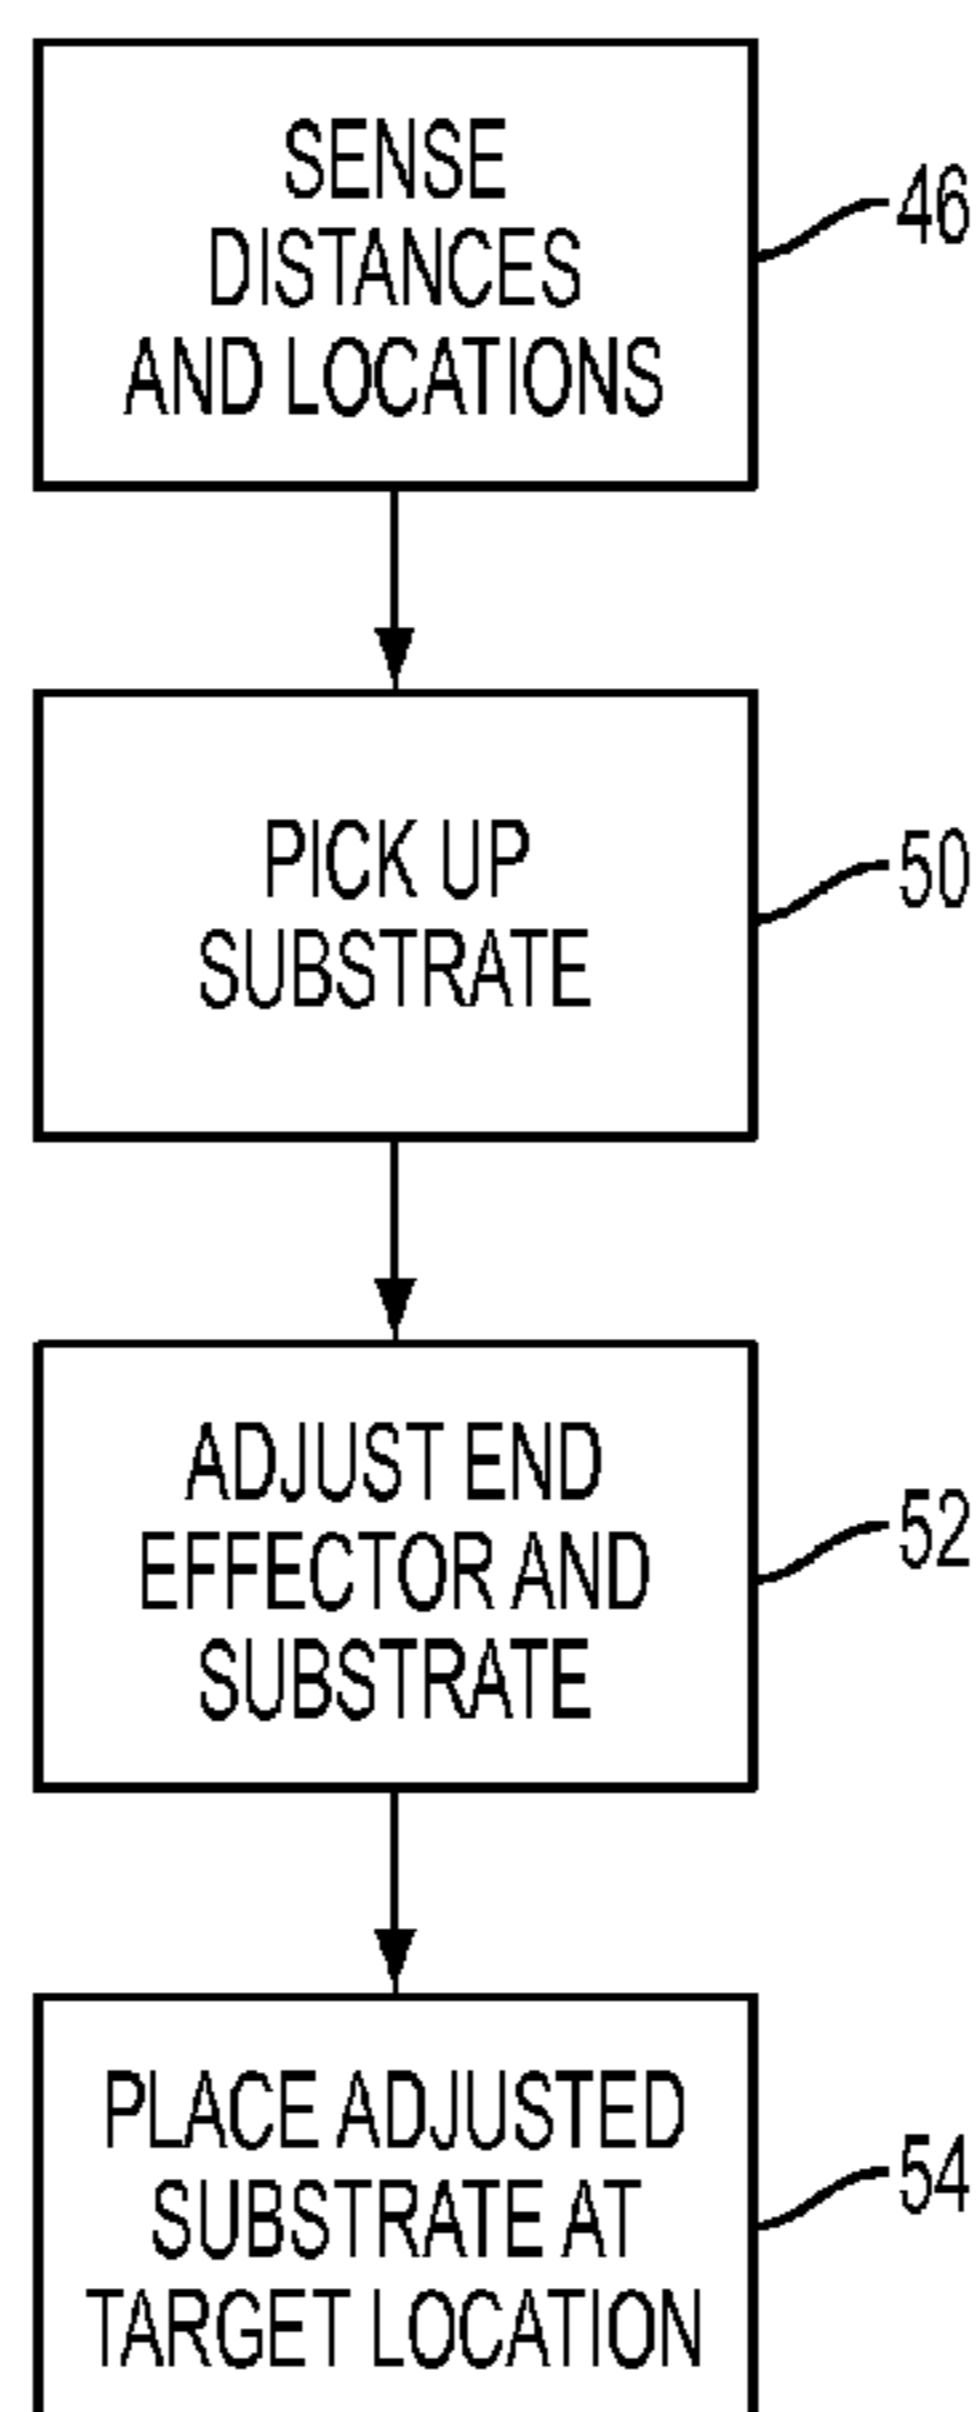 SENSE
DISTANCES
AND LOCATIONS
46
PICK UP
SUBSTRATE
50
ADJUST END
EFFECTOR AND
SUBSTRATE
52
PLACE ADJUSTED
SUBSTRATE AT
TARGET LOCATION
54